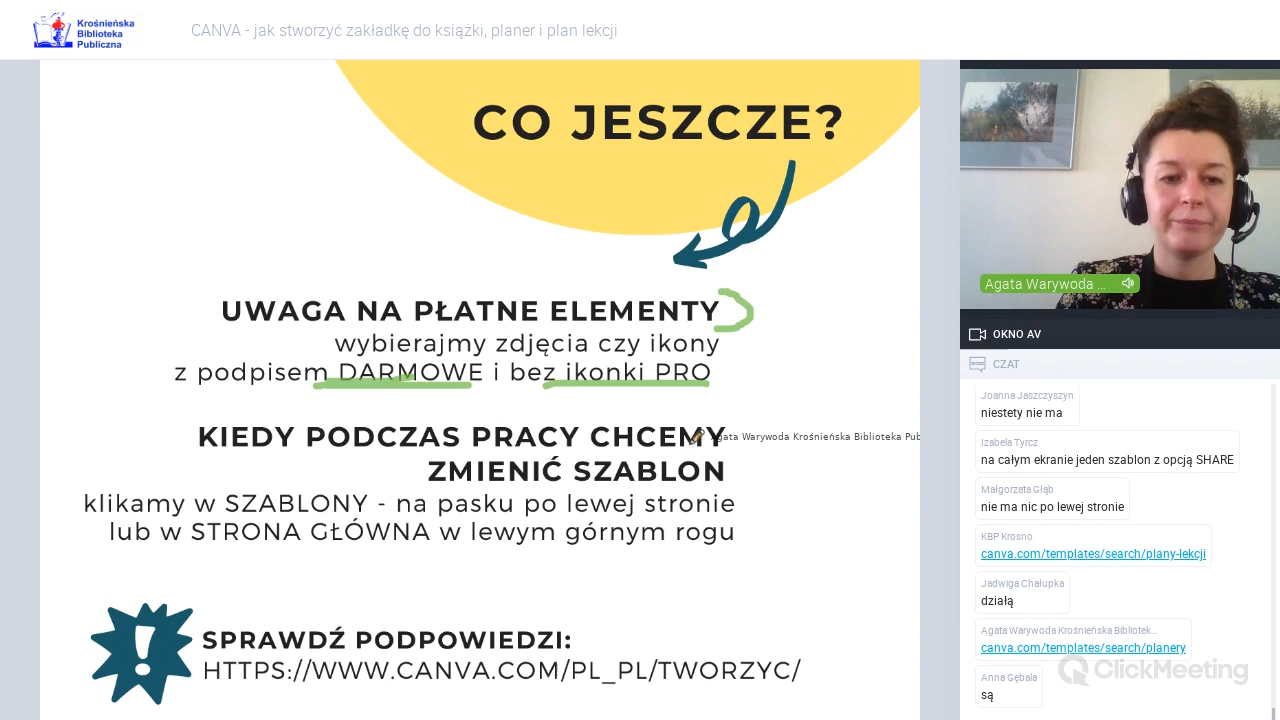 Krośnieńska
Biblioteka
Publiczna
CANVA - jak stworzyć zakładkę do książki, planer i plan lekcji
CO JESZCZE?
UWAGA NA PŁATNE ELEMENTY
wybierajmy zdjęcia czy ikony
z podpisem DARMOWE i bez ikonki PRO
KIEDY PODCZAS PRACY CHCEMY
Agata Warywoda Krośnieńska Biblioteka Pub
ZMIENIĆ SZABLON
klikamy w SZABLONY - na pasku po lewej stronie
lub w STRONA GŁÓWNA w lewym górnym rogu
SPRAWDŹ PODPOWIEDZI:
HTTPS://WWW.CANVA.COM/PL_PL/TWORZYC/
Agata Warywoda ...
OKNO AV
CZAT
Joanna Jaszczyszyn
niestety nie ma
Izabela Tyrcz
na całym ekranie jeden szablon z opcją SHARE
Małgorzata Głąb
nie ma nic po lewej stronie
KBP Krosno
canva.com/templates/search/plany-lekcji
Jadwiga Chałupka
działą
Agata Warywoda Krośnieńska Bibliotek...
canva.com/templates/search/planery
Anna Gębala
są
ClickMeeting